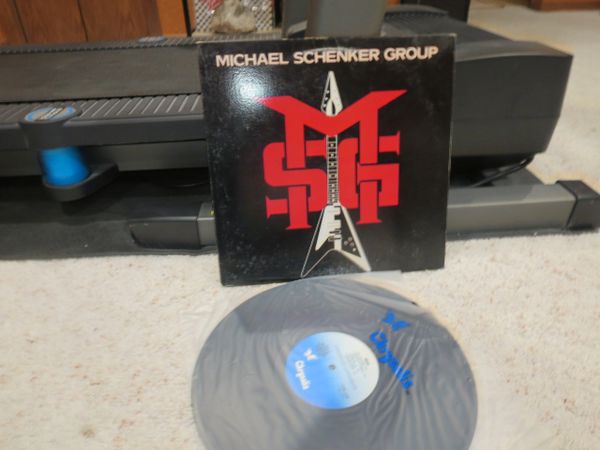 MICHAEL SCHENKER GROUP
MSG
Chrysalis
Chrysalis